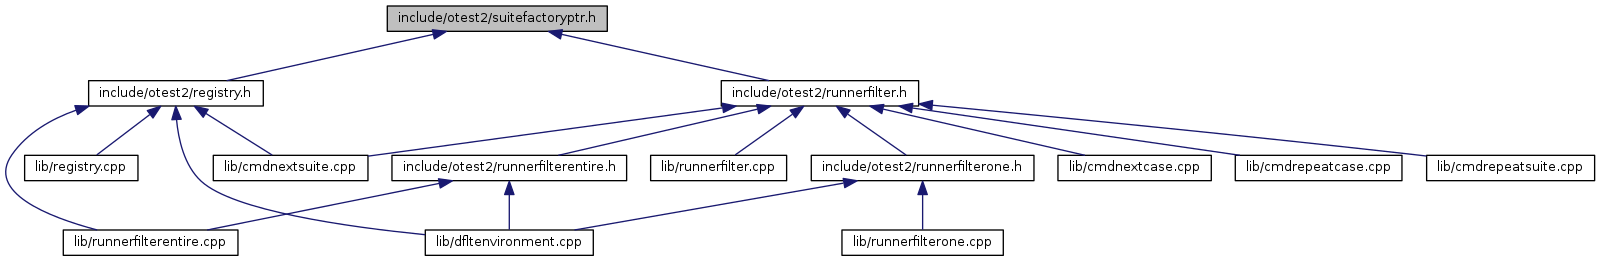 include/otest2/suitefactoryptr.h
include/otest2/registry.h
include/otest2/runnerfilter.h
lib/registry.cpp
lib/cmdnextsuite.cpp
include/otest2/runnerfilterentire.h
lib/runnerfilter.cpp
include/otest2/runnerfilterone.h
lib/cmdnextcase.cpp
lib/cmdrepeatcase.cpp
lib/cmdrepeatsuite.cpp
lib/runnerfilterentire.cpp
lib/dfltenvironment.cpp
lib/runnerfilterone.cpp